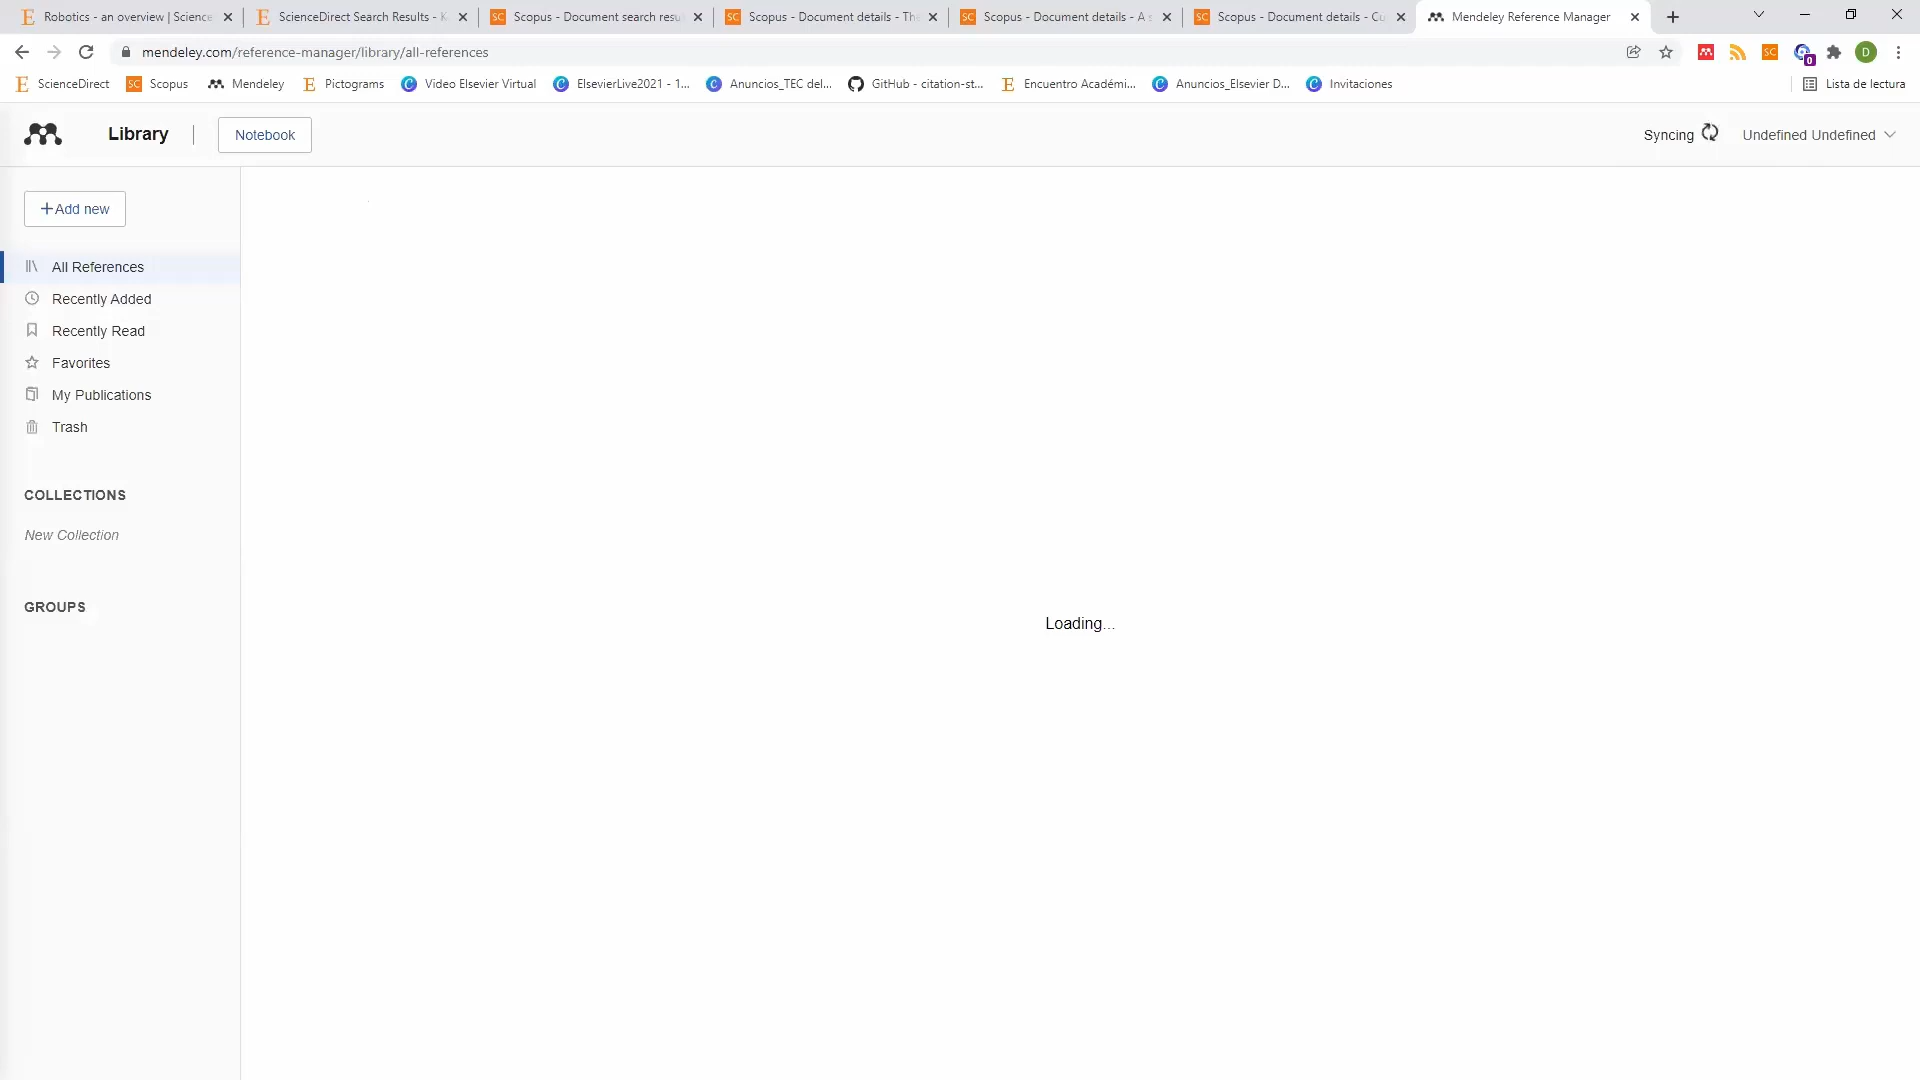 Robotics - an overview | Science
ScienceDirect Search Results - K
Scopus - Document search resu
Scopus - Document details - The
Scopus - Document details - A s
Scopus - Document details - Cu
Mendeley Reference Manager
mendeley.com/reference-manager/library/all-references
0
D
ScienceDirect
Scopus
Mendeley
Pictograms
Video Elsevier Virtual
ElsevierLive2021 - 1...
Anuncios_TEC del...
GitHub - citation-st...
Encuentro Académi...
Anuncios_Elsevier D...
Invitaciones
Lista de lectura
Library
Notebook
Syncing
Undefined Undefined
+Add new
All References
Recently Added
Recently Read
Favorites
My Publications
Trash
COLLECTIONS
New Collection
GROUPS
Loading...